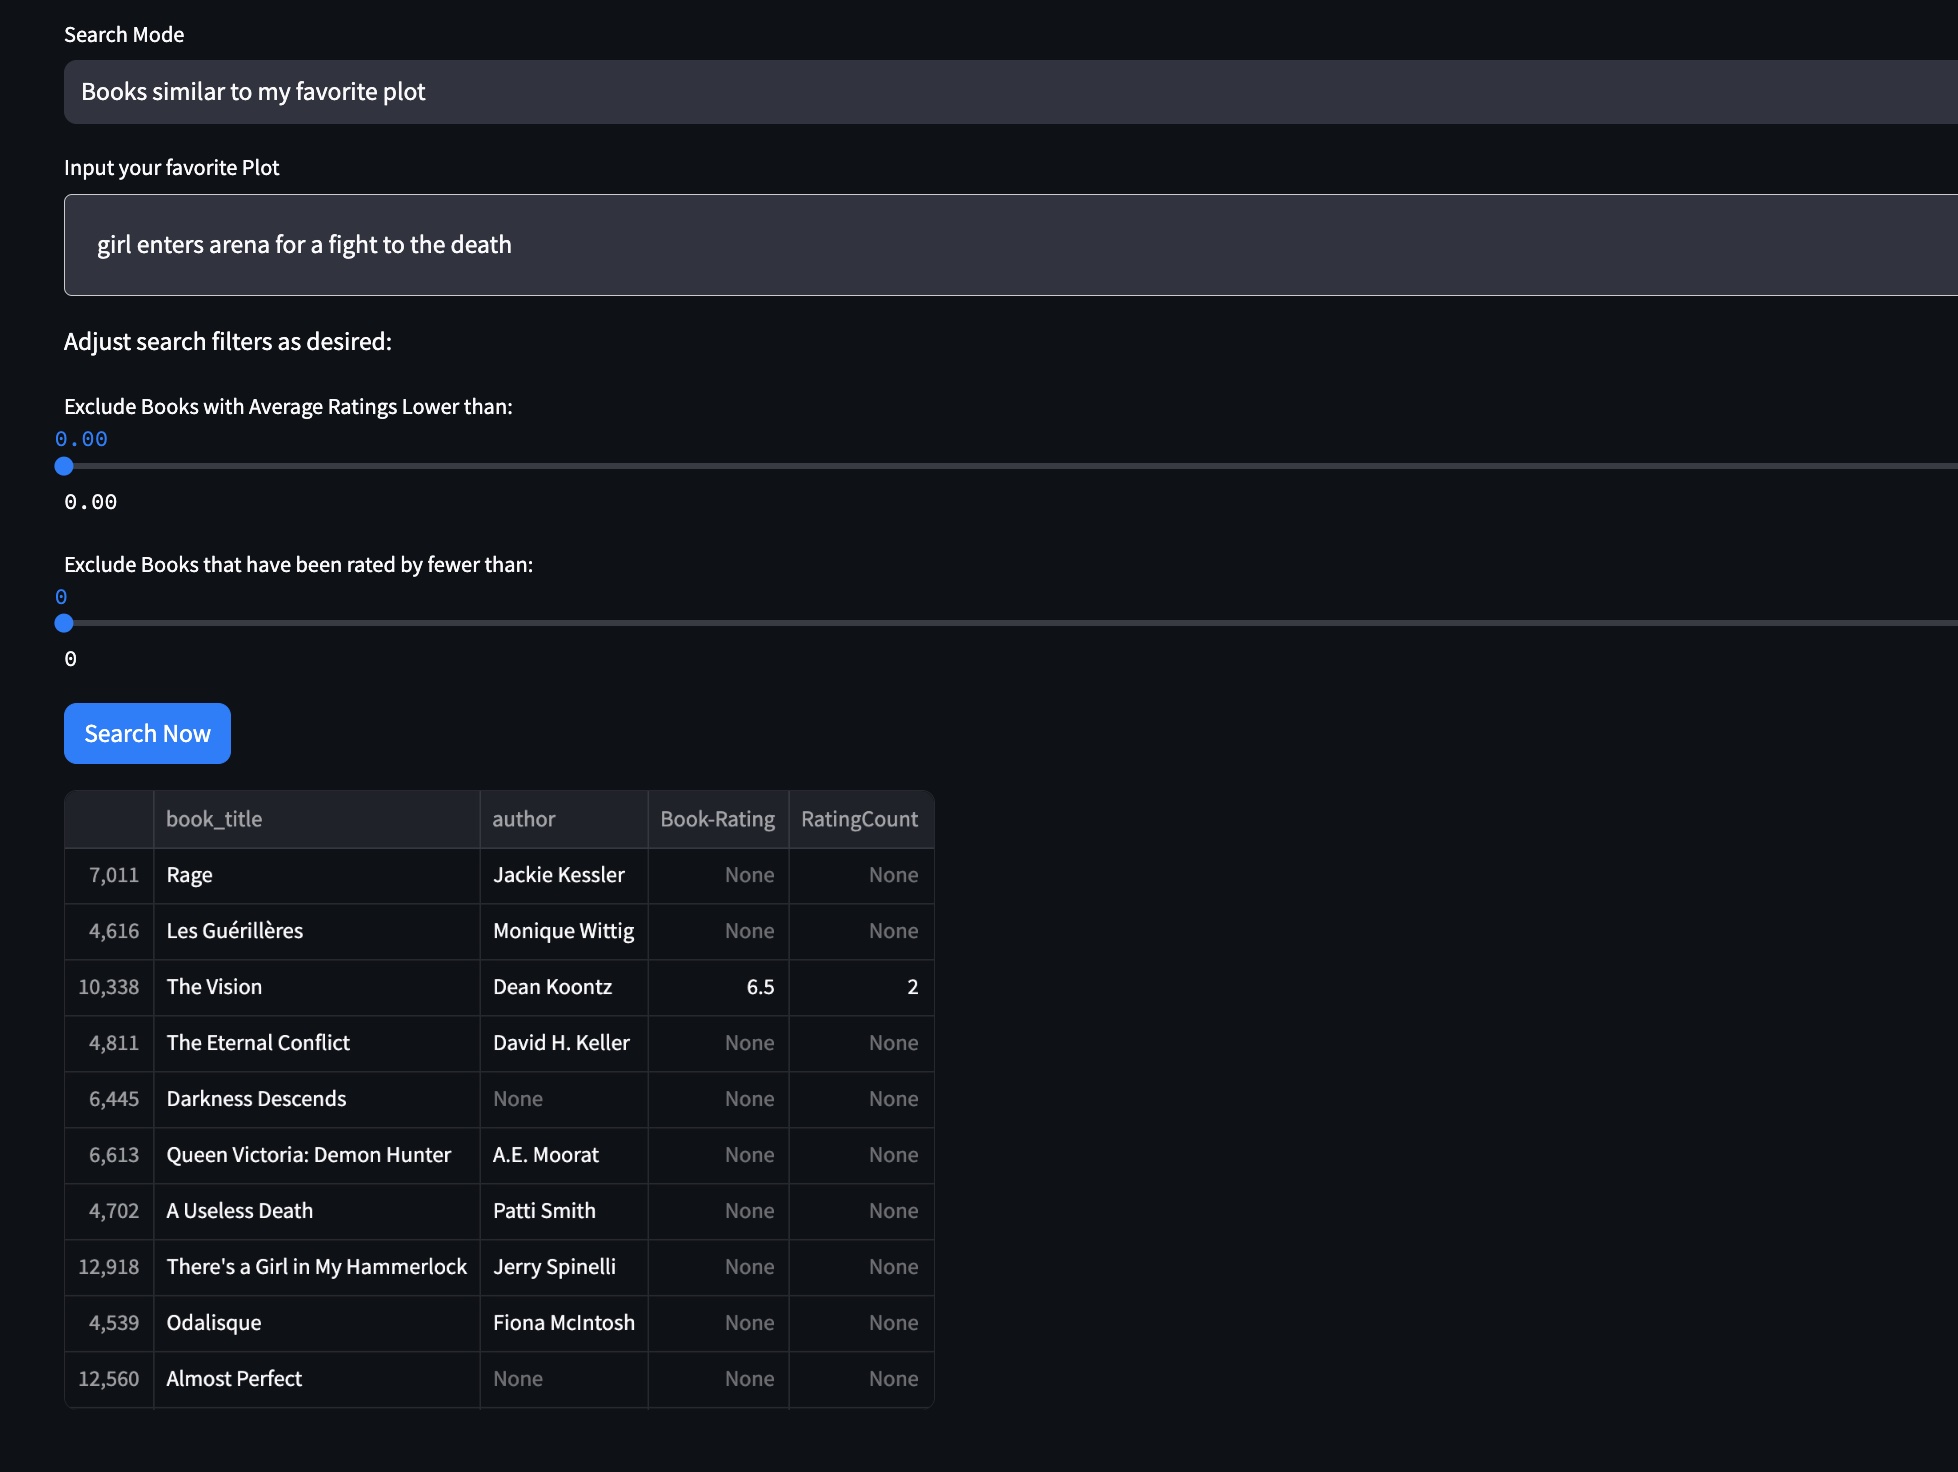 Search Mode
Books similar to my favorite plot
Input your favorite Plot
girl enters arena for a fight to the death
Adjust search filters as desired:
Exclude Books with Average Ratings Lower than:
0.00
0.00
Exclude Books that have been rated by fewer than:
0
0
Search Now
book_title author Book-Rating RatingCount
7,011 Rage Jackie Kessler None None
4,616 Les Guérillères Monique Wittig None None
10,338 The Vision Dean Koontz 6.5 2
4,811 The Eternal Conflict David H. Keller None None
6,445 Darkness Descends None None None
6,613 Queen Victoria: Demon Hunter A.E. Moorat None None
4,702 A Useless Death Patti Smith None None
12,918 There's a Girl in My Hammerlock Jerry Spinelli None None
4,539 Odalisque Fiona McIntosh None None
12,560 Almost Perfect None None None